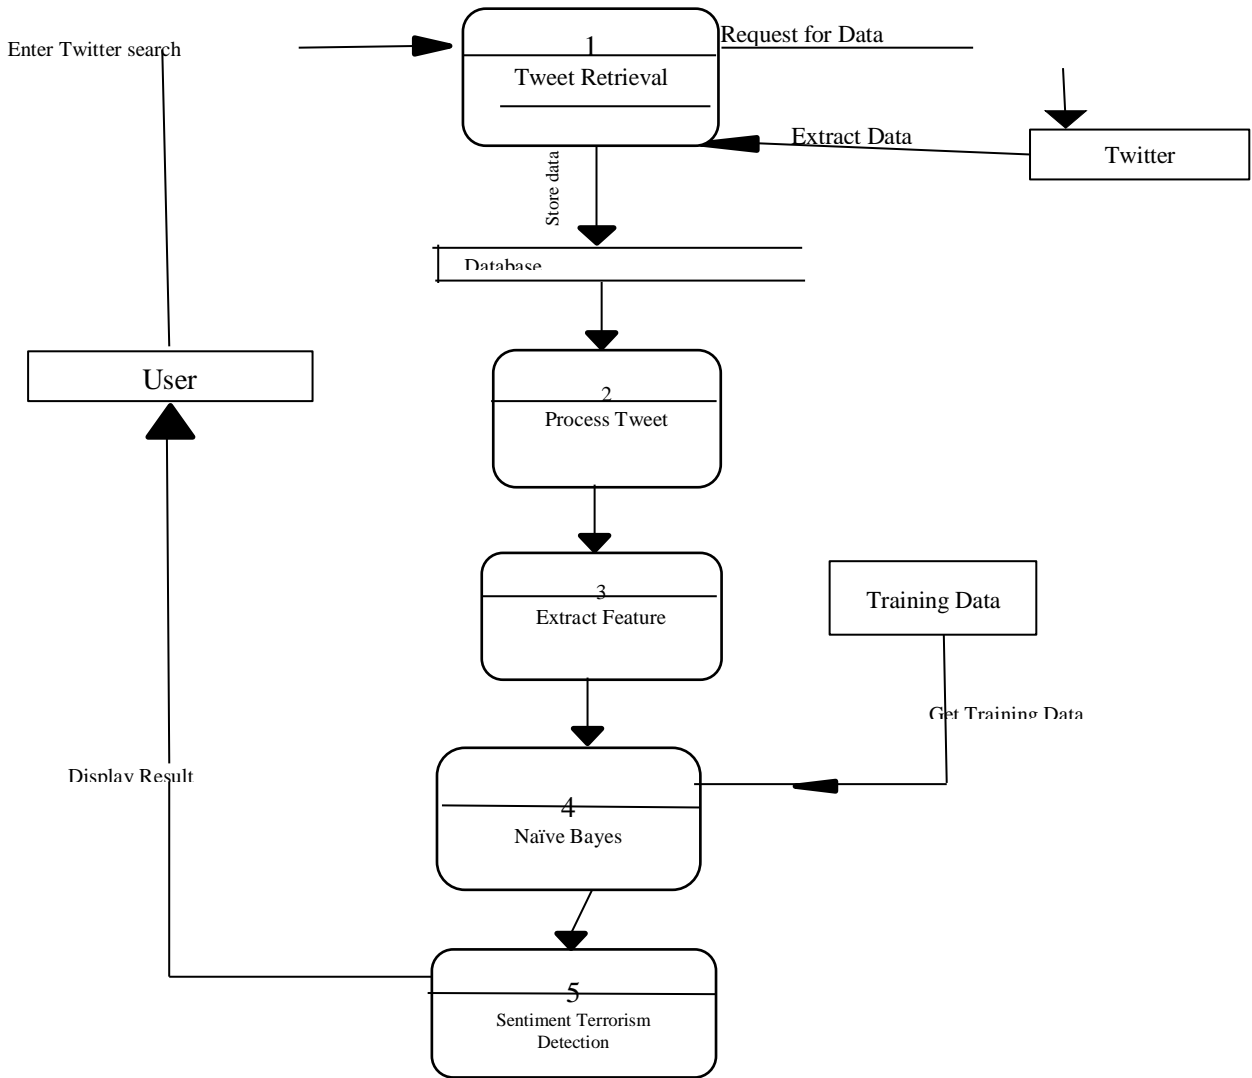 Enter Twitter search
1
Tweet Retrieval
Request for Data
Extract Data
Twitter
Store data
Database
User
2
Process Tweet
3
Extract Feature
Training Data
Get Training Data
Display Result
4
Naïve Bayes
5
Sentiment Terrorism
Detection